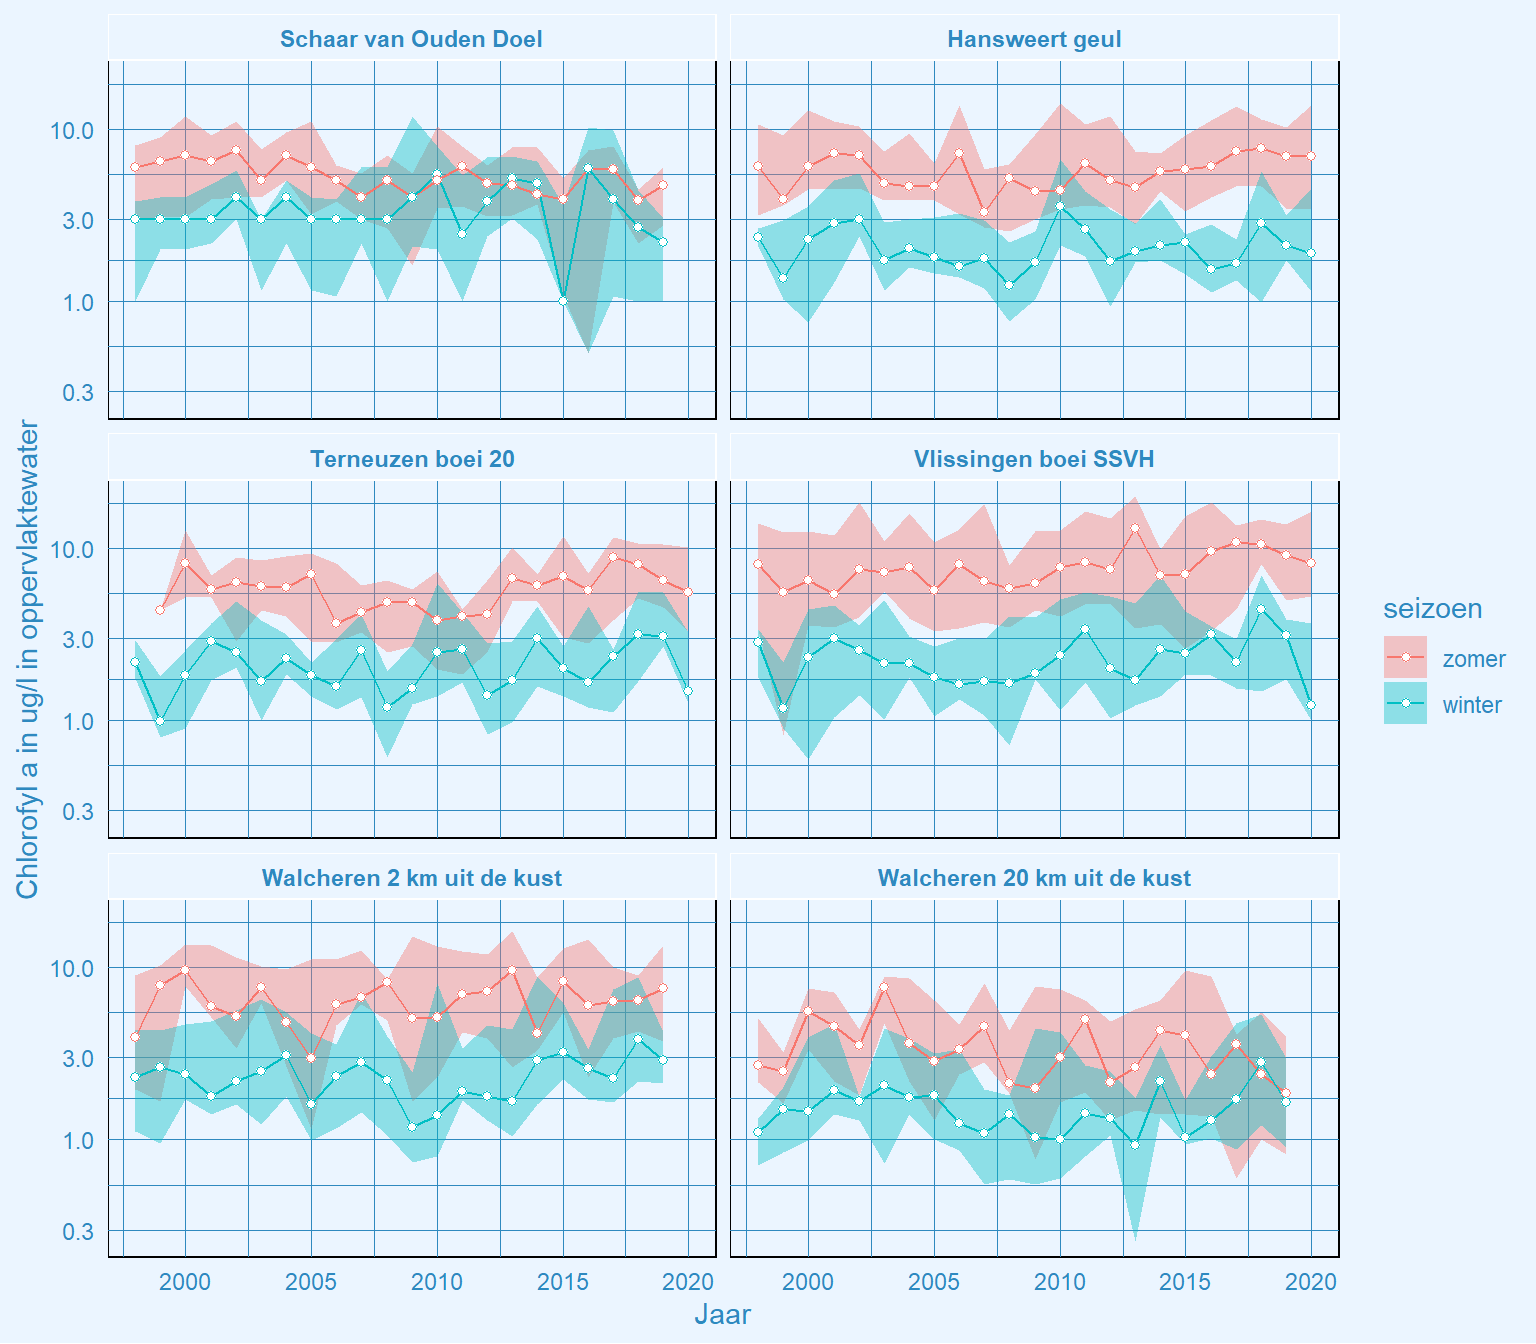 Schaar van Ouden Doel
Hansweert geul
10.0
3.0
1.0
0.3
Terneuzen boei 20
Vlissingen boei SSVH
10.0
3.0
1.0
0.3
Walcheren 2 km uit de kust
Walcheren 20 km uit de kust
10.0
3.0
1.0
0.3
2000 2005 2010 2015 2020
2000 2005 2010 2015 2020
Jaar
Chlorofyl a in ug/l in oppervlaktewater
seizoen
zomer
winter